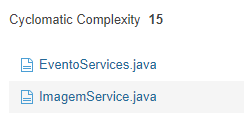 Cyclomatic Complexity 15
EventoServices.java
ImagemService.java